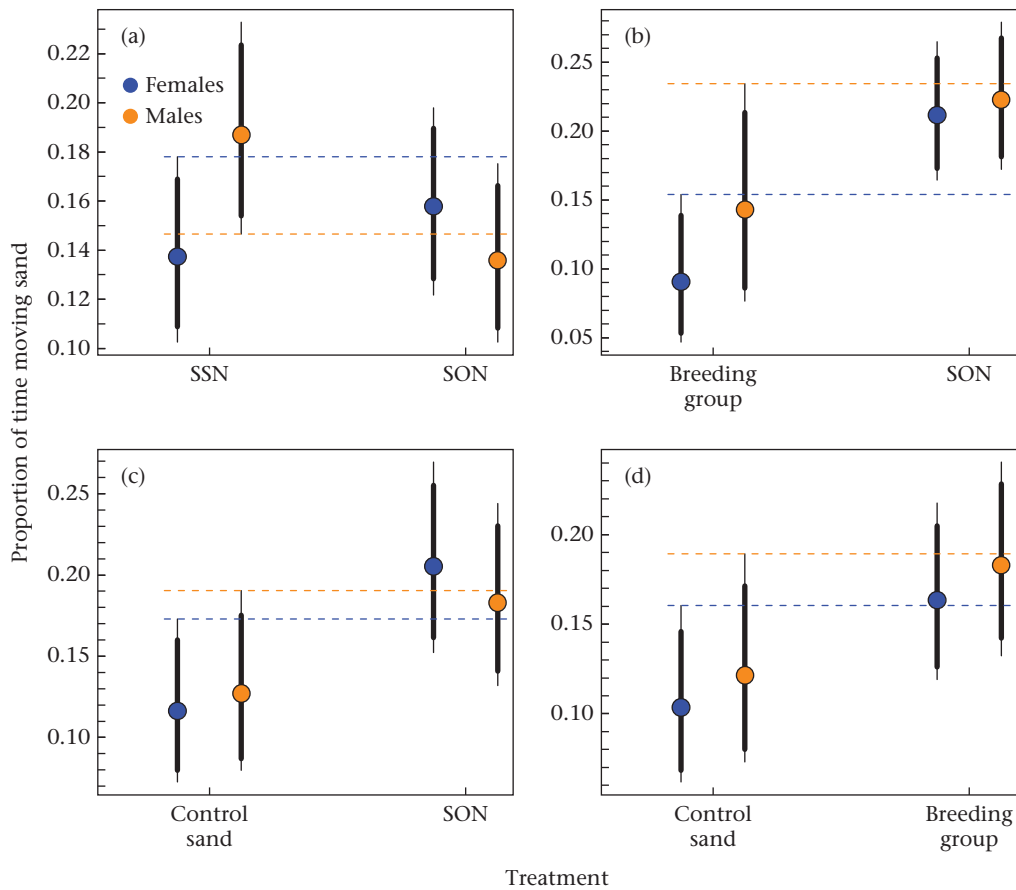 Proportion of time moving sand
(a)
Females
Males
0.22
0.20
0.18
0.16
0.14
0.12
0.10
SSN
SON
(b)
0.25
0.20
0.15
0.10
0.05
Breeding
group
SON
(c)
0.25
0.20
0.15
0.10
Control
sand
SON
(d)
0.20
0.15
0.10
Control
sand
Breeding
group
Treatment